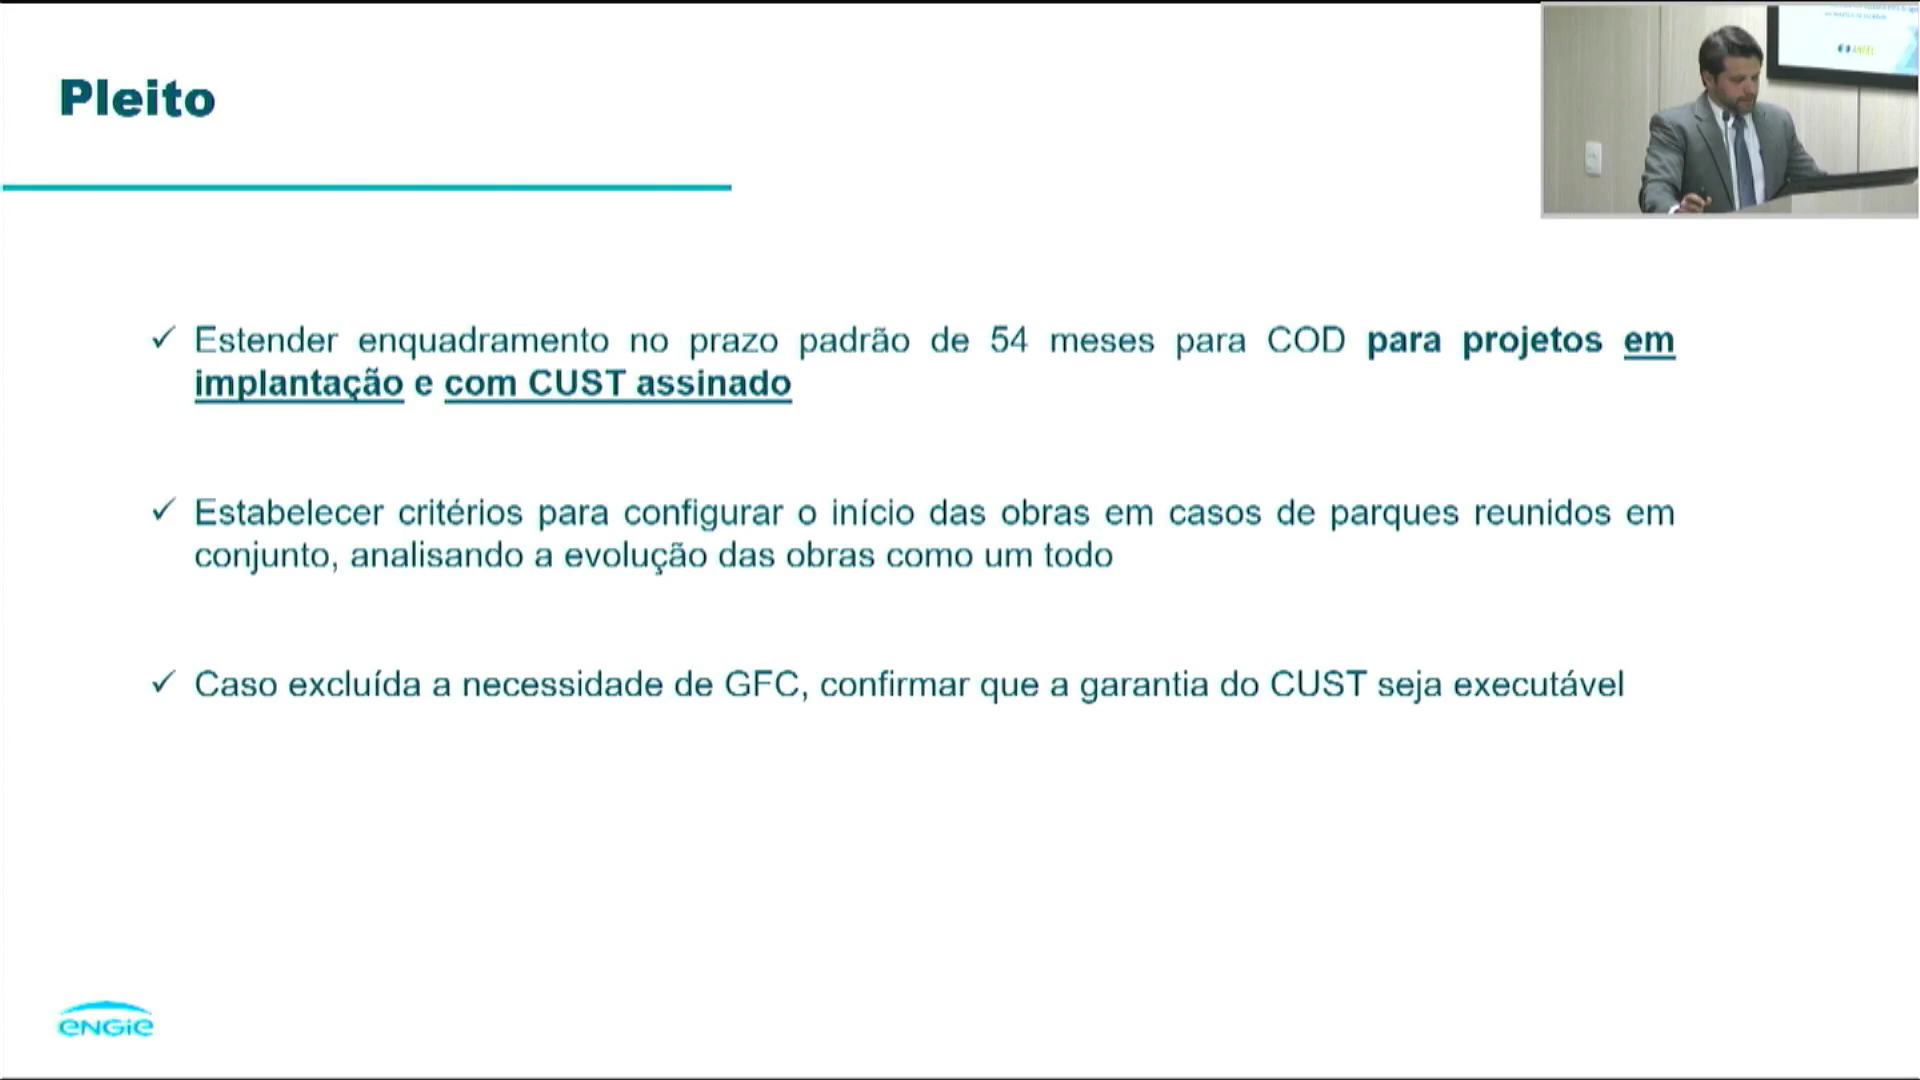 Pleito
✓ Estender enquadramento no prazo padrão de 54 meses para COD para projetos em
implantação e com CUST assinado
✓ Estabelecer critérios para configurar o início das obras em casos de parques reunidos em
conjunto, analisando a evolução das obras como um todo
✓ Caso excluída a necessidade de GFC, confirmar que a garantia do CUST seja executável
ENGIE
ANEEL